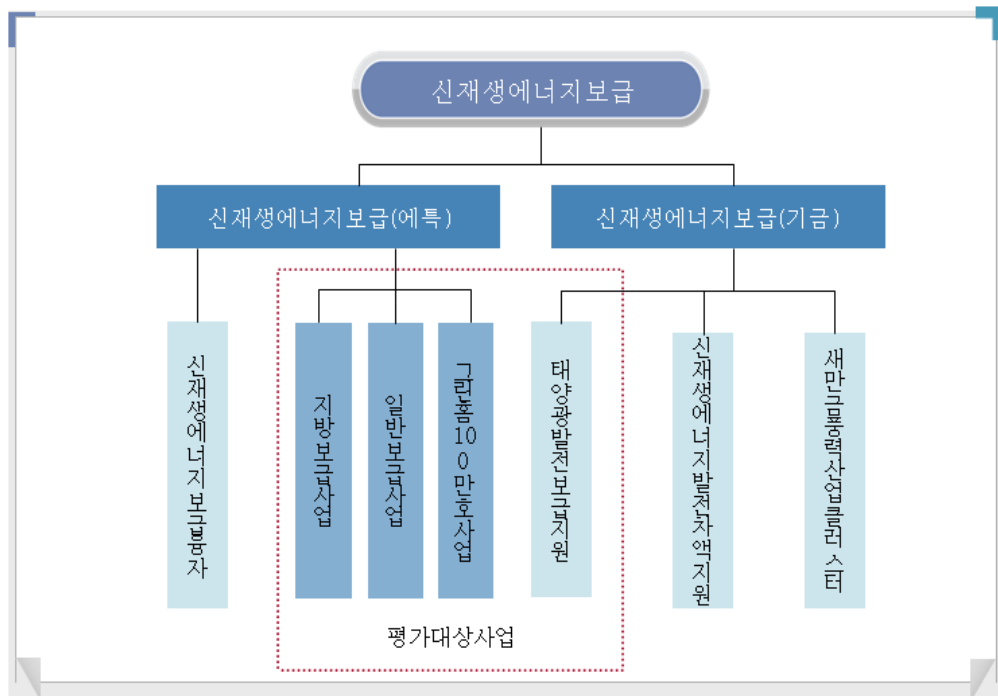 신재생에너지보급
신재생에너지보급(에특)
신재생에너지보급(기금)
신재생에너지보급융자
지방보급사업
일반보급사업
그린홈100만호사업
태양광발전보급지원
신재생에너지발전차액지원
새만금풍력산업클러스터
평가대상사업